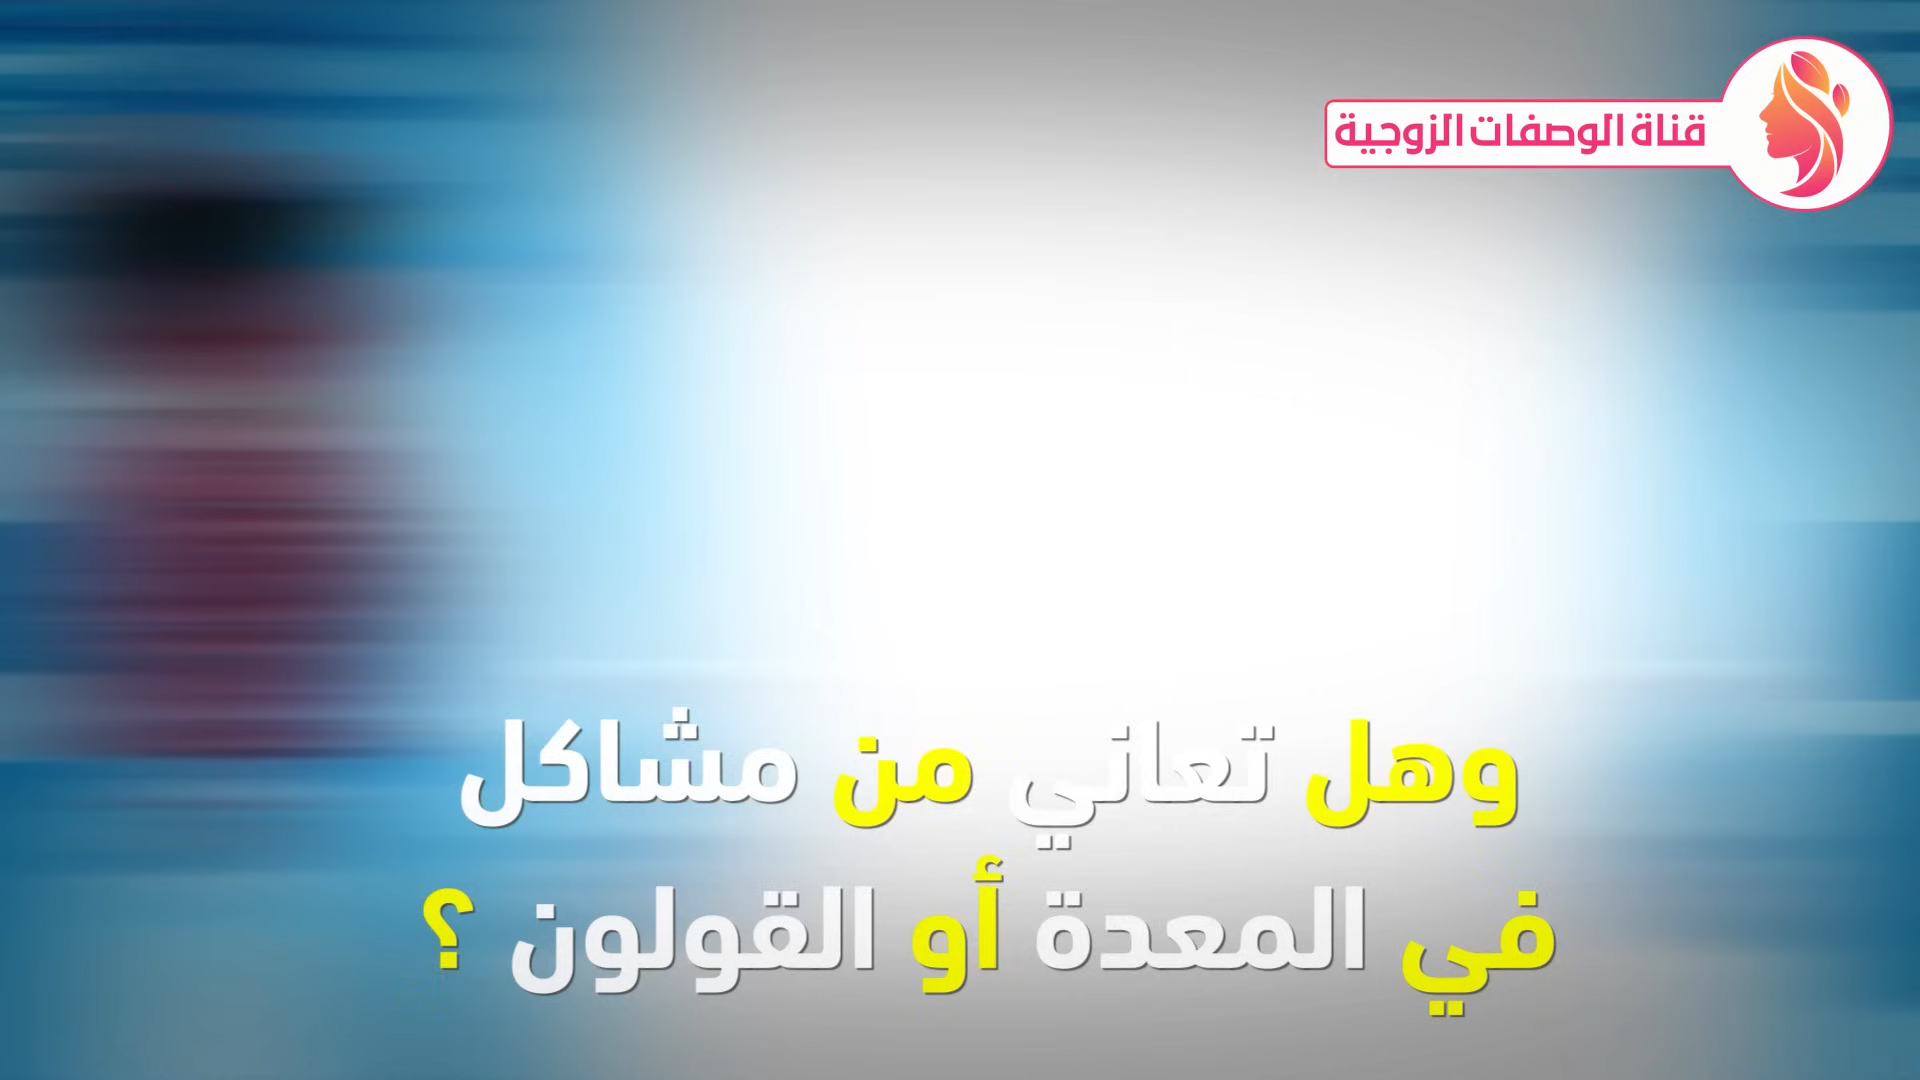 قناة الوصفات الزوجية
وهل تعاني من مشاكل
في المعدة أو القولون ؟